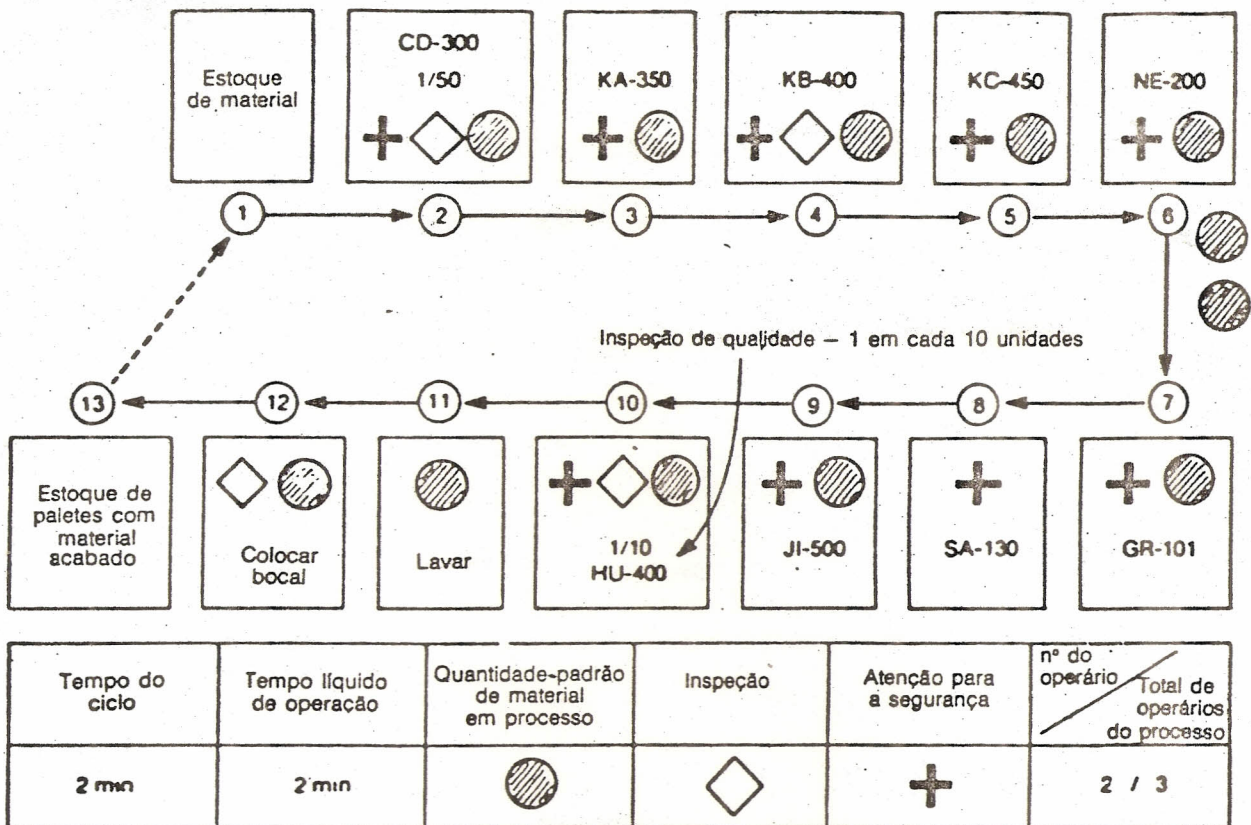 Estoque
de material
CD-300
1/50
KA-350
KB-400
KC-450
NE-200
1
2
3
4
5
6
Inspeção de qualidade – 1 em cada 10 unidades
13
12
11
10
9
8
7
Estoque de
paletes com
material
acabado
Colocar
bocal
Lavar
1/10
HU-400
JI-500
SA-130
GR-101
Tempo do
ciclo
Tempo líquido
de operação
Quantidade-padrão
de material
em processo
Inspeção
Atenção para
a segurança
nº do
operário
Total de
operários
do processo
2 min
2 min
2 / 3